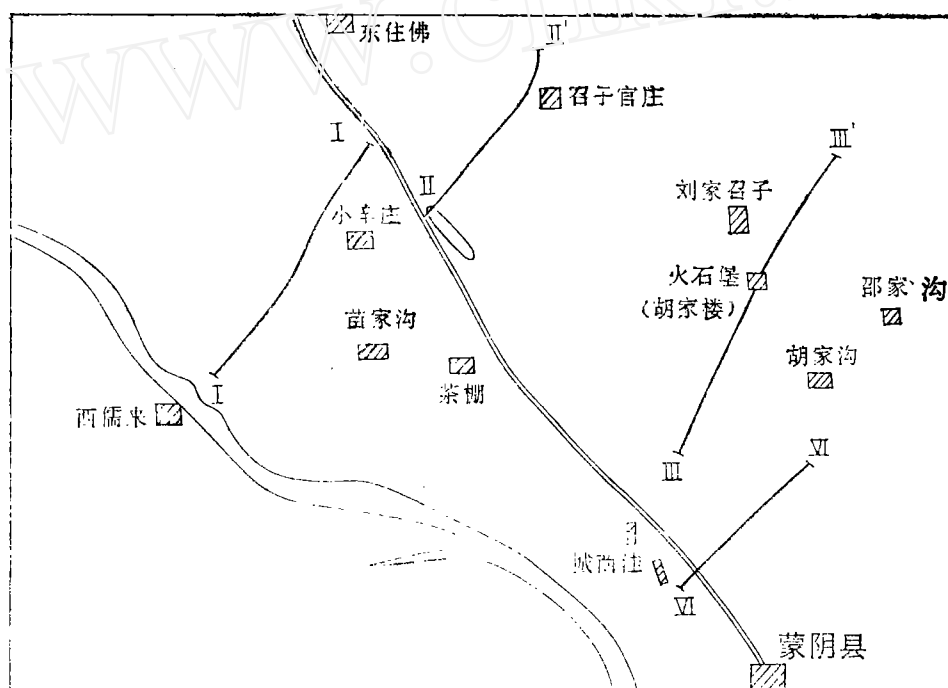 东住佛
II'
召子官庄
I
III'
II
刘家召子
小车庄
火石堡
(胡家楼)
邵家沟
苗家沟
胡家沟
茶棚
I
西儒来
VI
III
城西洼
VI
蒙阴县